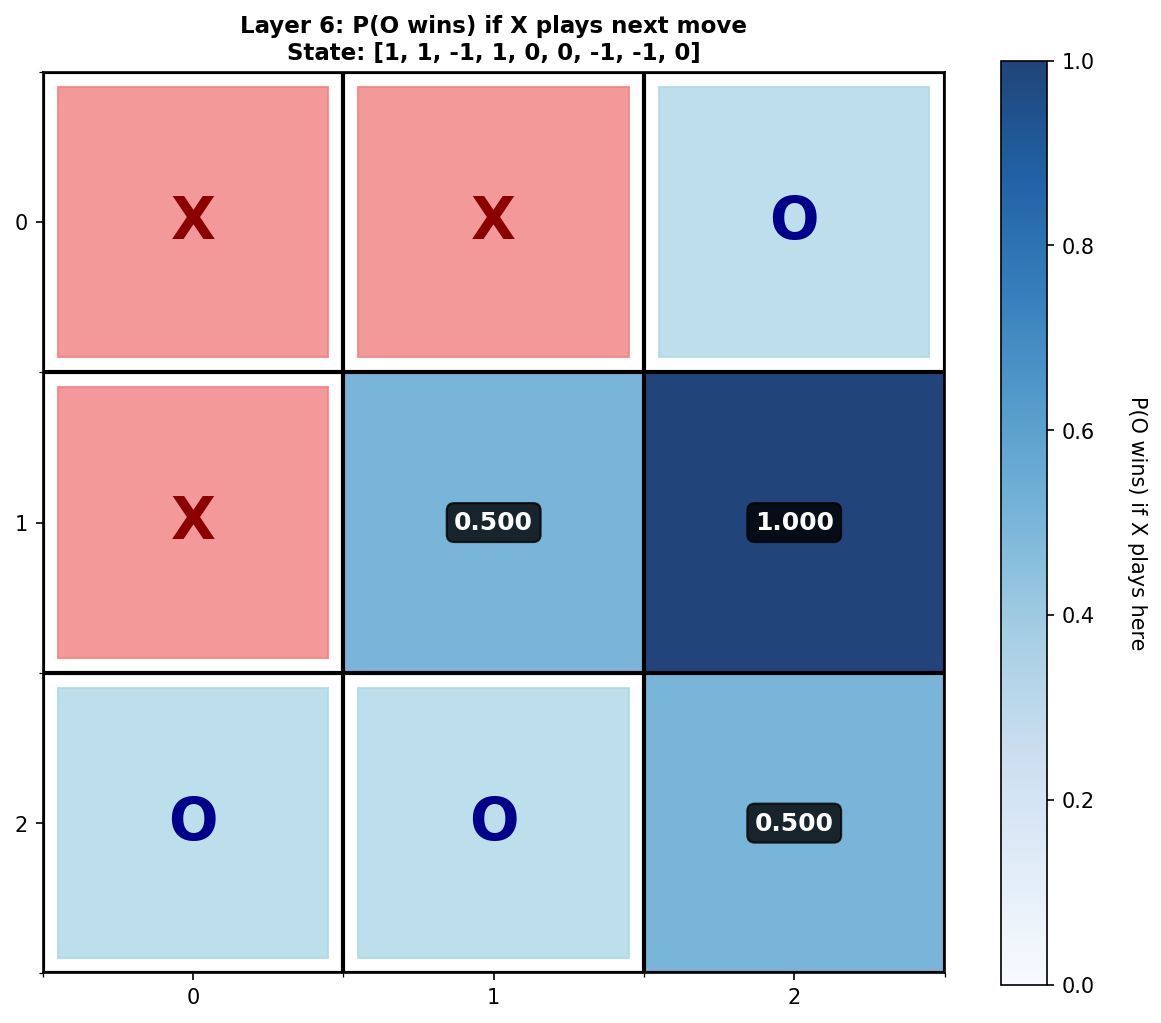 Layer 6: P(O wins) if X plays next move
State: [1, 1, -1, 1, 0, 0, -1, -1, 0]
X X O
0
X 0.500 1.000
1
O O 0.500
2
0 1 2
1.0
0.8
0.6
0.4
0.2
0.0
P(O wins) if X plays here